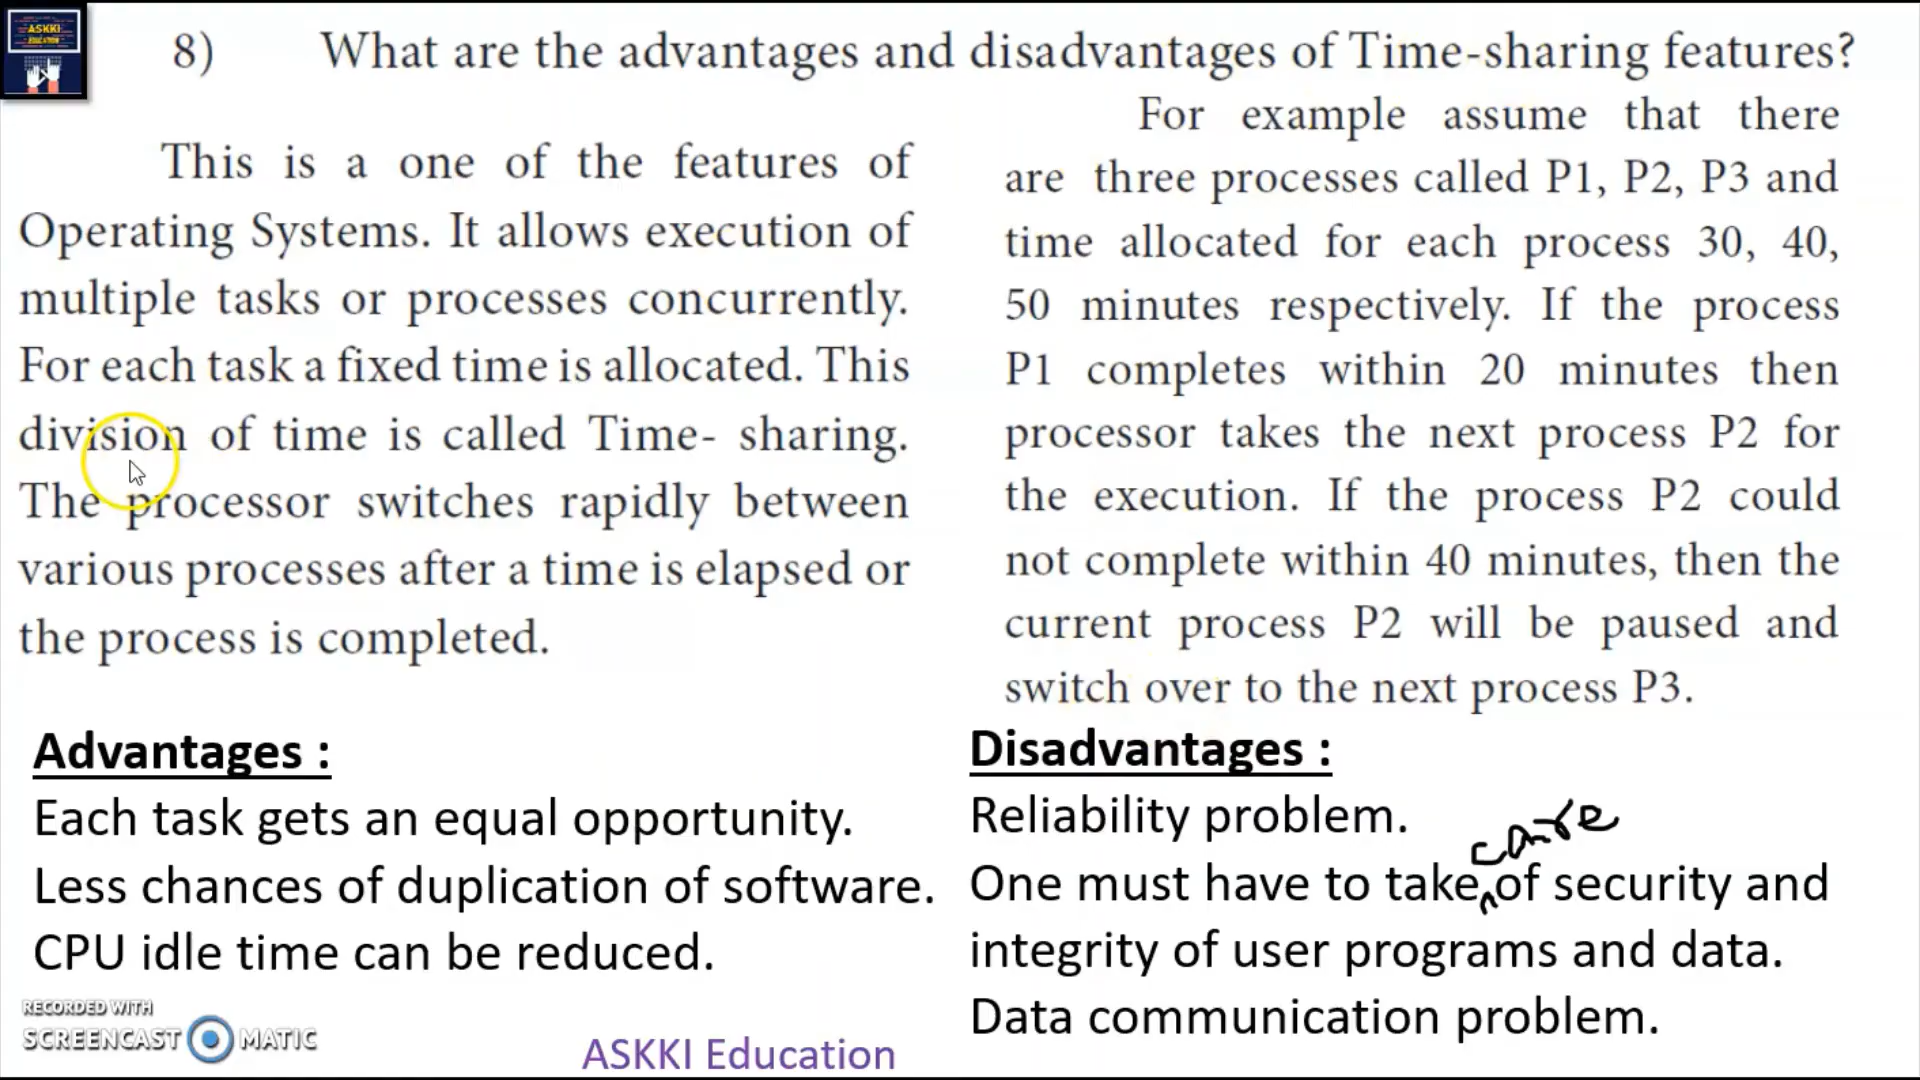 ASKKI
EDUCATION
8) What are the advantages and disadvantages of Time-sharing features?
This is a one of the features of
Operating Systems. It allows execution of
multiple tasks or processes concurrently.
For each task a fixed time is allocated. This
division of time is called Time- sharing.
The processor switches rapidly between
various processes after a time is elapsed or
the process is completed.
For example assume that there
are three processes called P1, P2, P3 and
time allocated for each process 30, 40,
50 minutes respectively. If the process
P1 completes within 20 minutes then
processor takes the next process P2 for
the execution. If the process P2 could
not complete within 40 minutes, then the
current process P2 will be paused and
switch over to the next process P3.
Advantages :
Each task gets an equal opportunity.
Less chances of duplication of software.
CPU idle time can be reduced.
Disadvantages :
Reliability problem.
care
One must have to take of security and
integrity of user programs and data.
Data communication problem.
RECORDED WITH
SCREENCAST MATIC
ASKKI Education